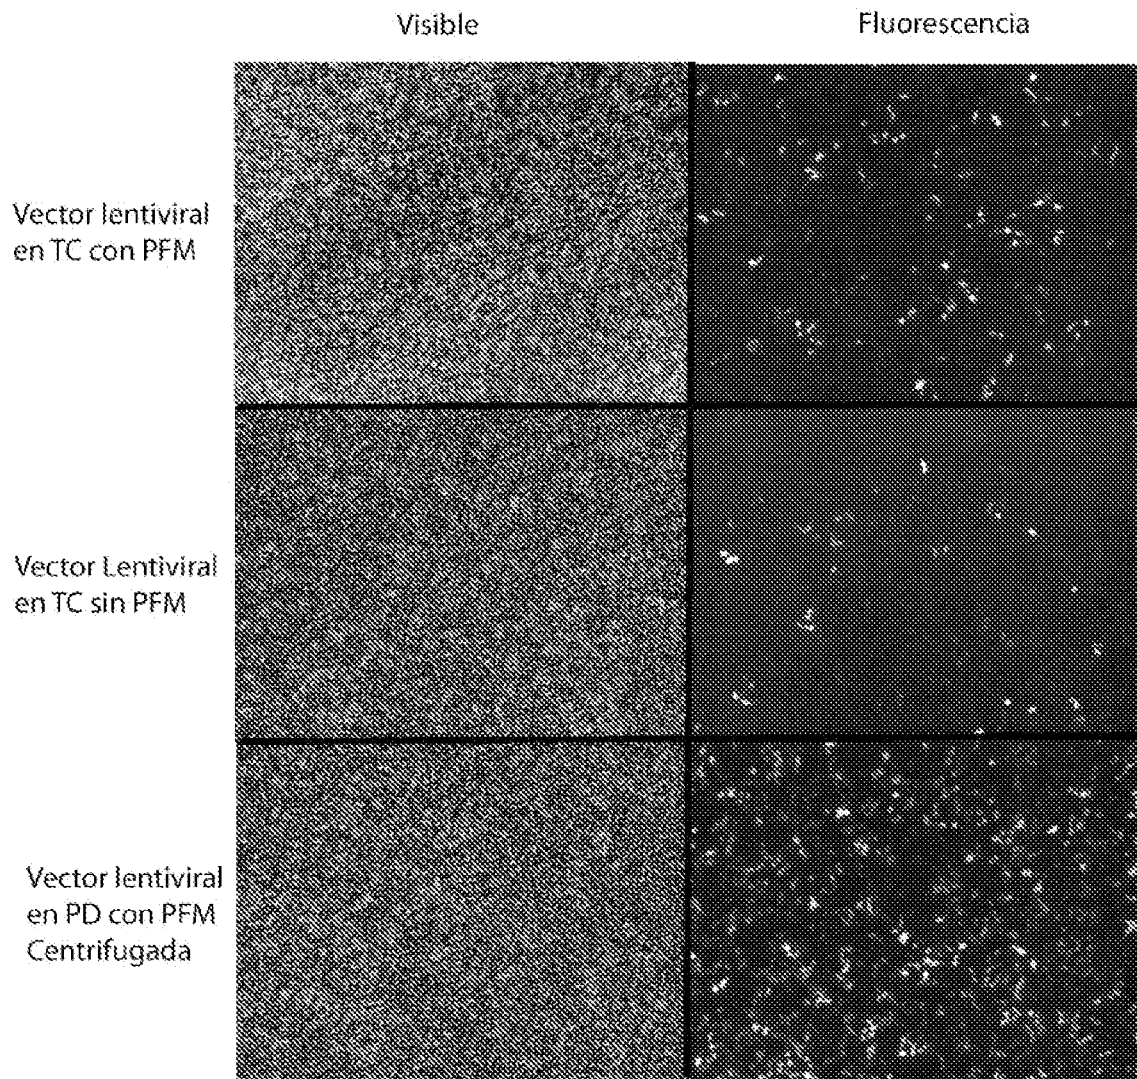 Visible
Fluorescencia
Vector lentiviral
en TC con PFM
Vector Lentiviral
en TC sin PFM
Vector lentiviral
en PD con PFM
Centrifugada